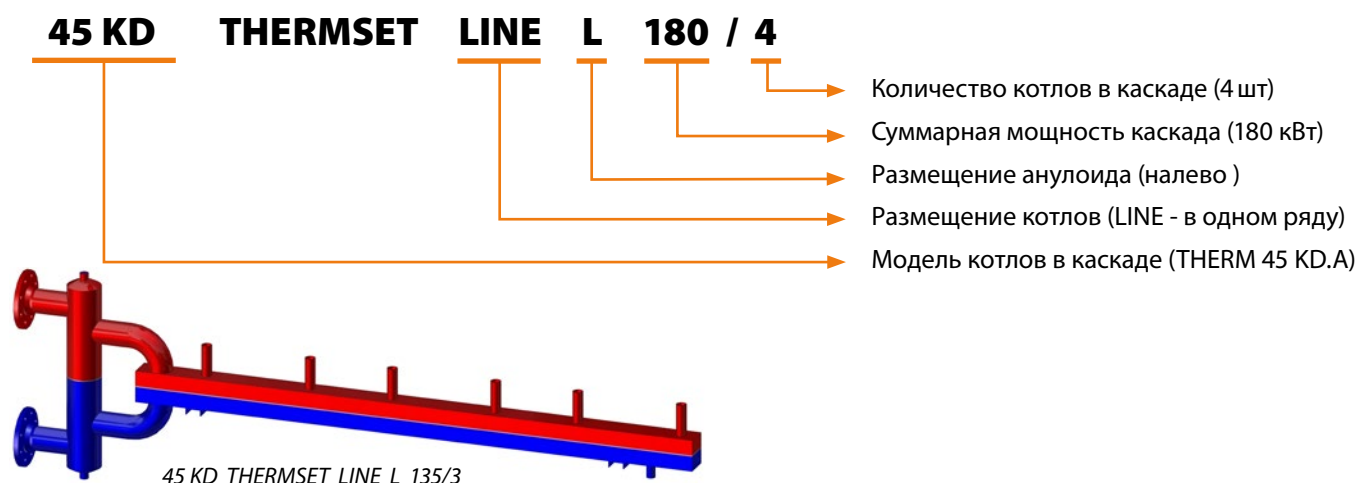 45 KD THERMSET LINE L 180 / 4
Количество котлов в каскаде (4 шт)
Суммарная мощность каскада (180 кВт)
Размещение анулоида (налево )
Размещение котлов (LINE - в одном ряду)
Модель котлов в каскаде (THERM 45 KD.A)
45 KD THERMSET LINE L 135/3